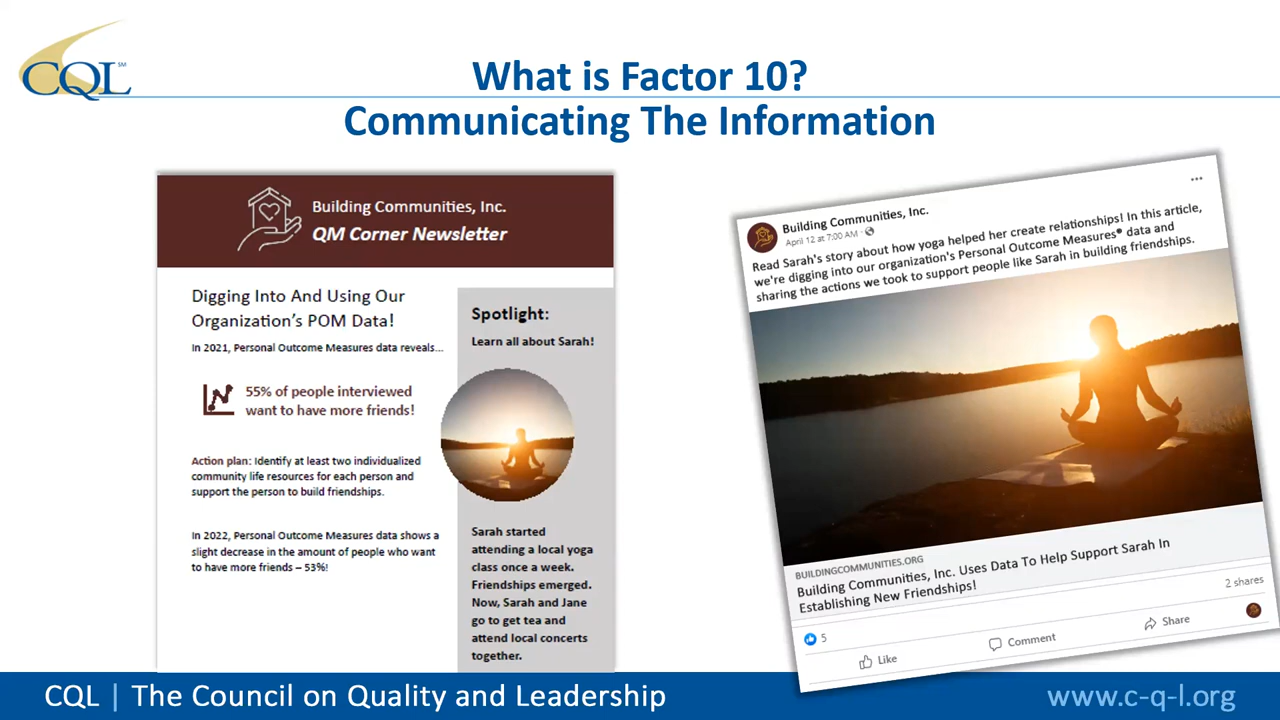 CQL SM
What is Factor 10?
Communicating The Information
Building Communities, Inc.
QM Corner Newsletter
Digging Into And Using Our
Organization's POM Data!
In 2021, Personal Outcome Measures data reveals...
55% of people interviewed
want to have more friends!
Action plan: Identify at least two individualized
community life resources for each person and
support the person to build friendships.
In 2022, Personal Outcome Measures data shows a
slight decrease in the amount of people who want
to have more friends – 53%!
Spotlight:
Learn all about Sarah!
Sarah started
attending a local yoga
class once a week.
Friendships emerged.
Now, Sarah and Jane
go to get tea and
attend local concerts
together.
Building Communities, Inc.
April 12 at 7:00 AM ·
Read Sarah's story about how yoga helped her create relationships! In this article,
we're digging into our organization's Personal Outcome Measures® data and
sharing the actions we took to support people like Sarah in building friendships.
BUILDINGCOMMUNITIES.ORG
Building Communities, Inc. Uses Data To Help Support Sarah In
Establishing New Friendships!
5
2 shares
Like
Comment
Share
CQL | The Council on Quality and Leadership
www.c-q-l.org